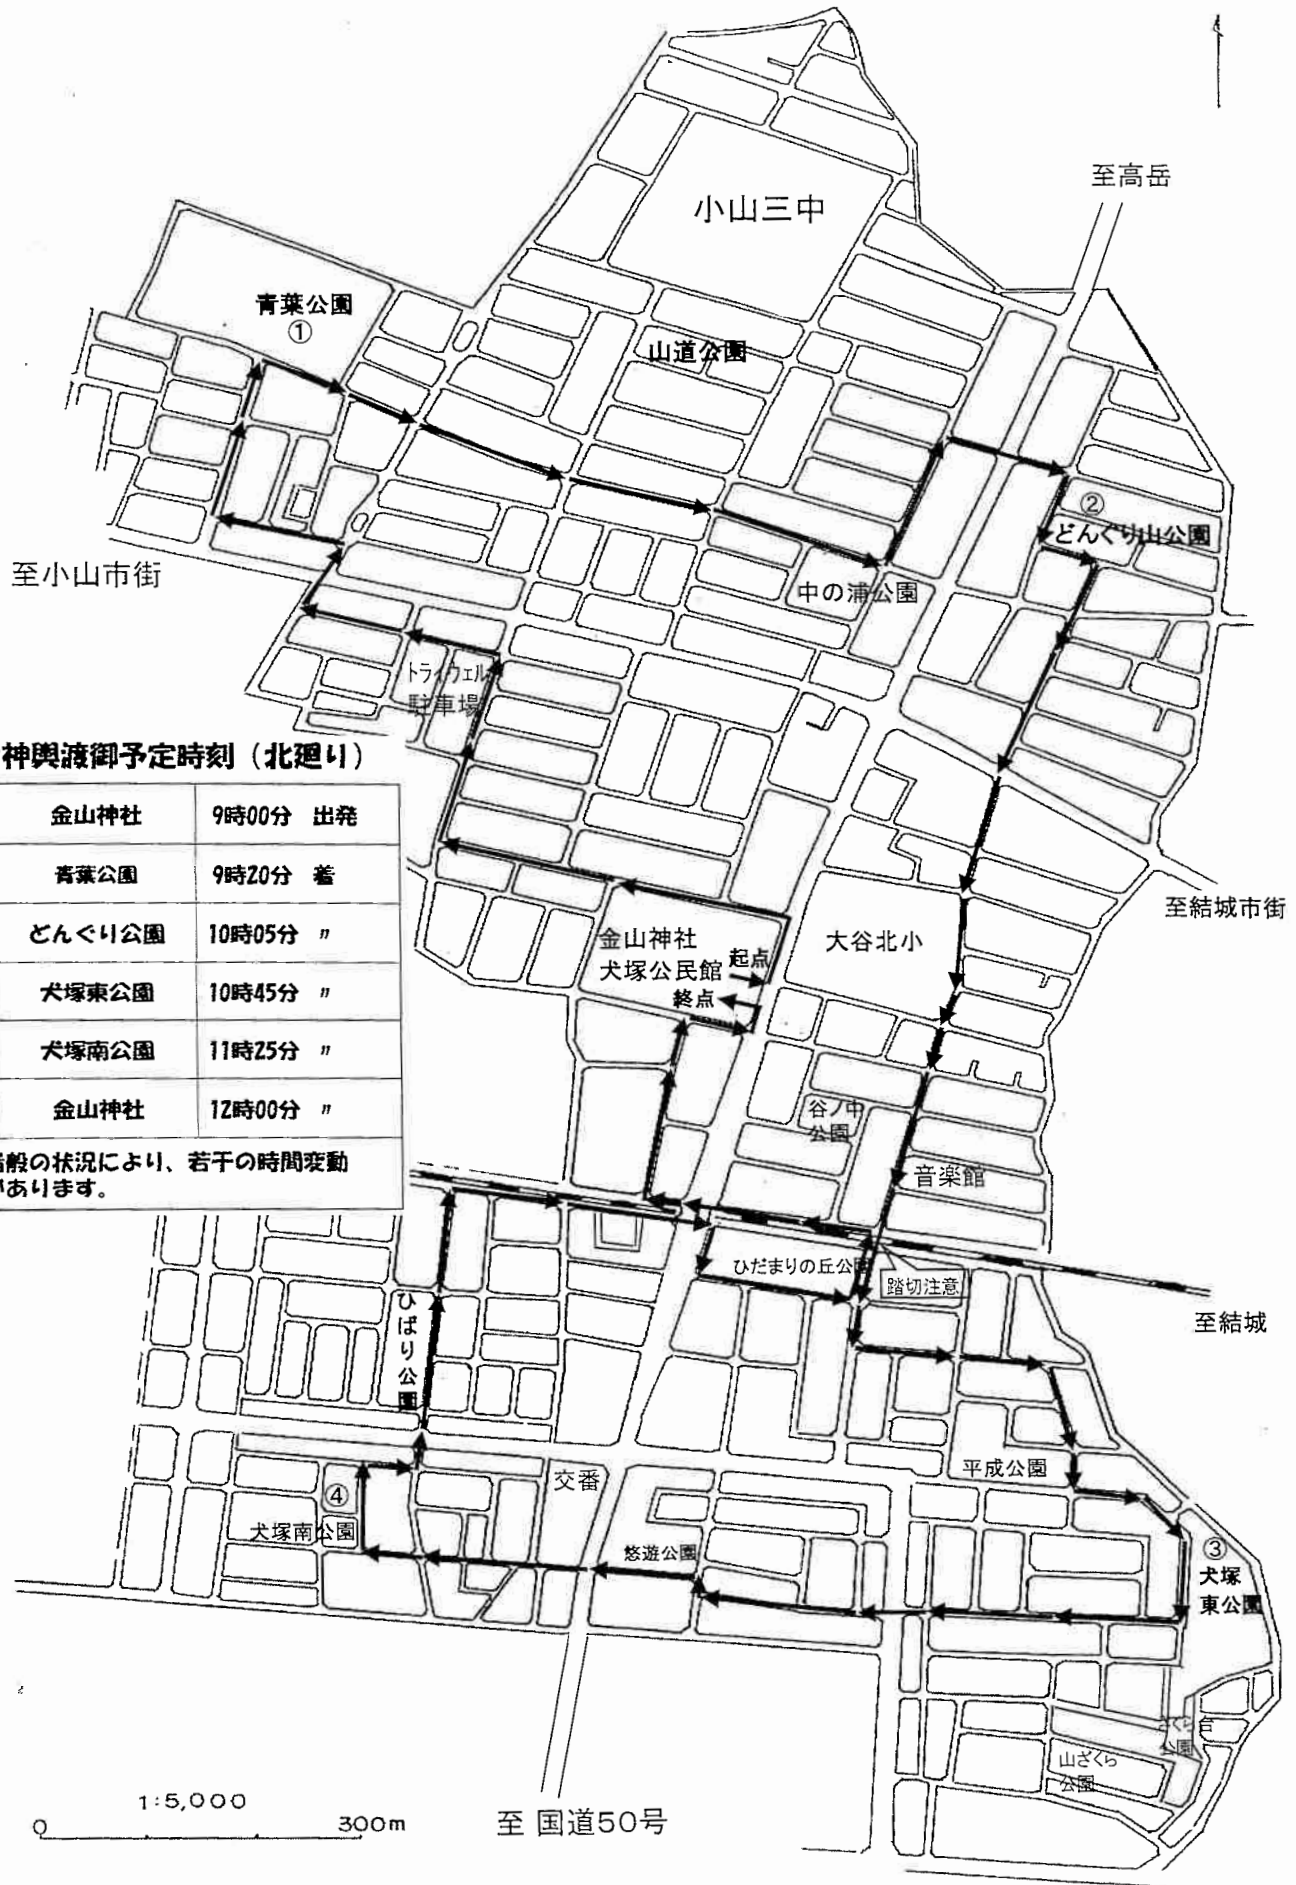 至高岳
小山三中
青葉公園
①
山道公園
②
どんぐり山公園
至小山市街
中の浦公園
トライウェル
駐車場
神輿渡御予定時刻（北廻り）
金山神社 9時00分 出発
青葉公園 9時20分 着
どんぐり公園 10時05分 〃
犬塚東公園 10時45分 〃
犬塚南公園 11時25分 〃
金山神社 12時00分 〃
般の状況により、若干の時間変動
があります。
至結城市街
大谷北小
金山神社
犬塚公民館
起点
終点
谷ノ中
公園
音楽館
ひだまりの丘公園
踏切注意
至結城
ひばり公園
平成公園
交番
④
犬塚南公園
悠遊公園
③
犬塚
東公園
さくら台
公園
山ざくら
公園
1:5,000
0 300m
至 国道50号